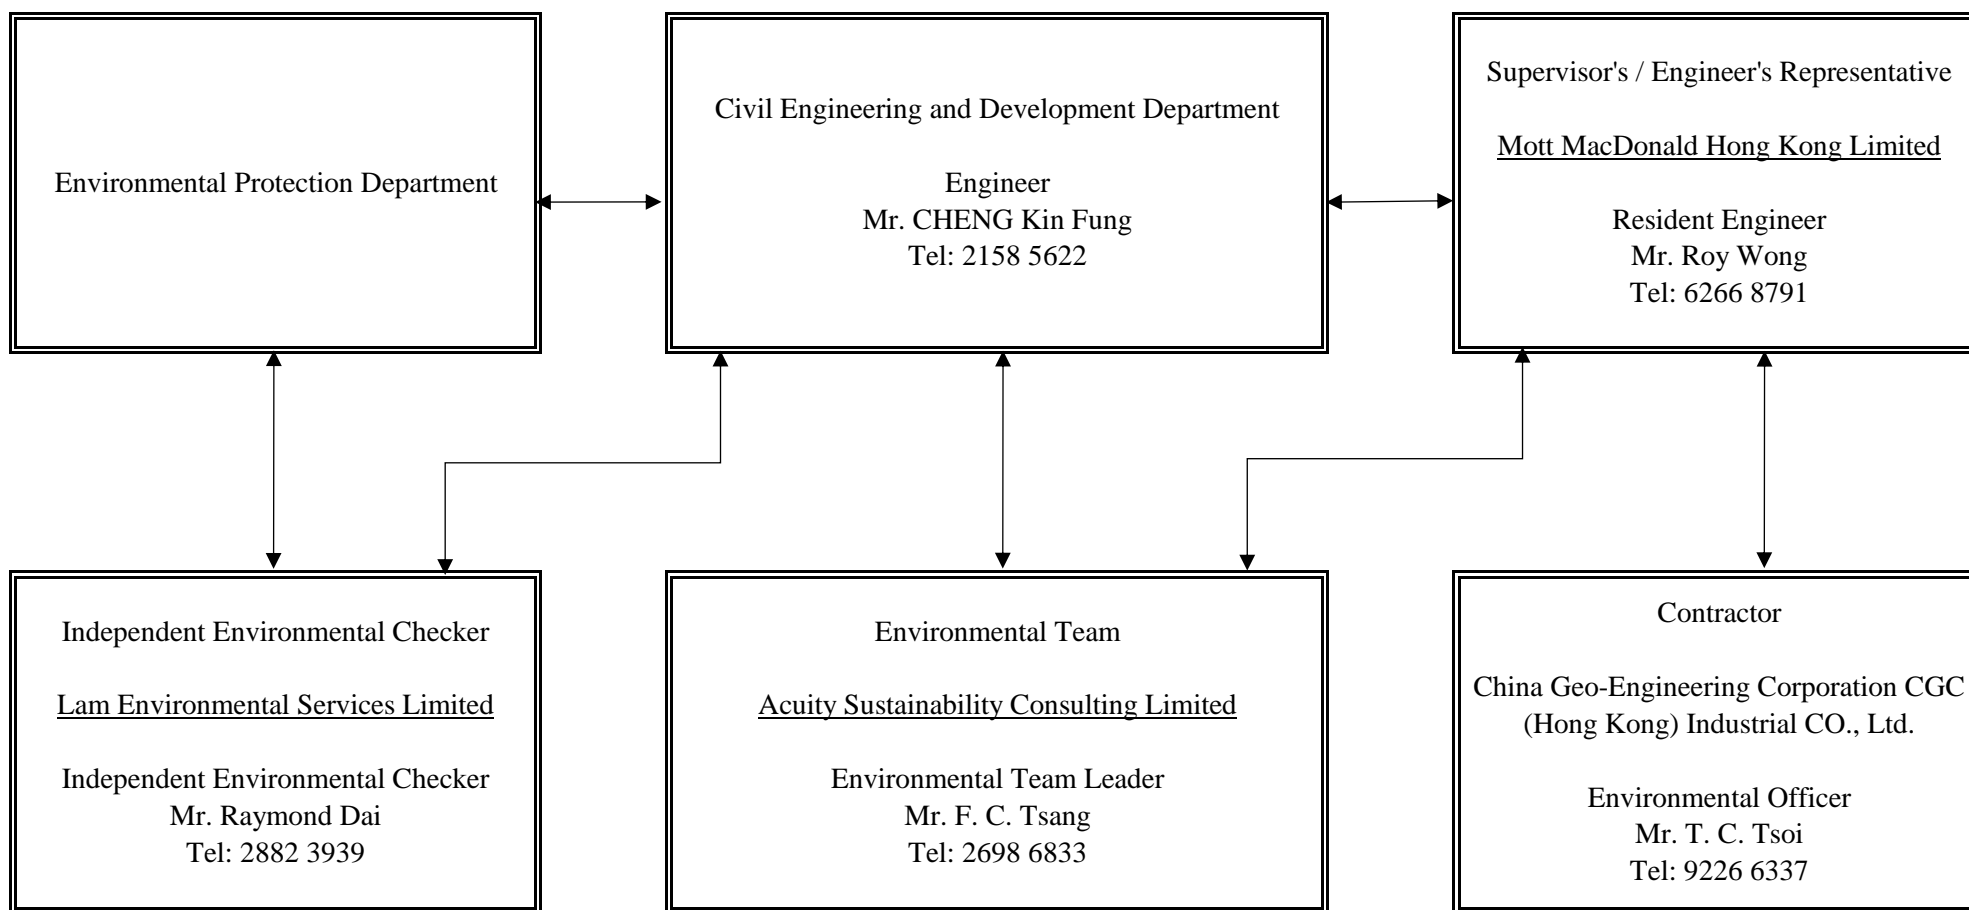 Environmental Protection Department
Civil Engineering and Development Department
Engineer
Mr. CHENG Kin Fung
Tel: 2158 5622
Supervisor's / Engineer's Representative
Mott MacDonald Hong Kong Limited
Resident Engineer
Mr. Roy Wong
Tel: 6266 8791
Independent Environmental Checker
Lam Environmental Services Limited
Independent Environmental Checker
Mr. Raymond Dai
Tel: 2882 3939
Environmental Team
Acuity Sustainability Consulting Limited
Environmental Team Leader
Mr. F. C. Tsang
Tel: 2698 6833
Contractor
China Geo-Engineering Corporation CGC
(Hong Kong) Industrial CO., Ltd.
Environmental Officer
Mr. T. C. Tsoi
Tel: 9226 6337